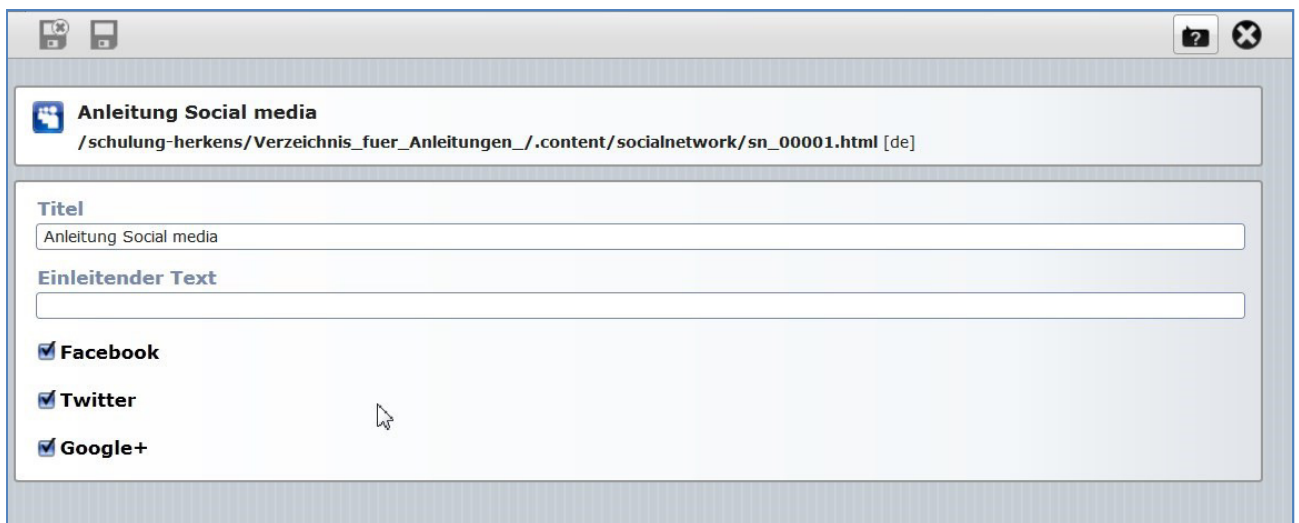 Anleitung Social media
/schulung-herkens/Verzeichnis_fuer_Anleitungen_/.content/socialnetwork/sn_00001.html [de]
Titel
Anleitung Social media
Einleitender Text
Facebook
Twitter
Google+